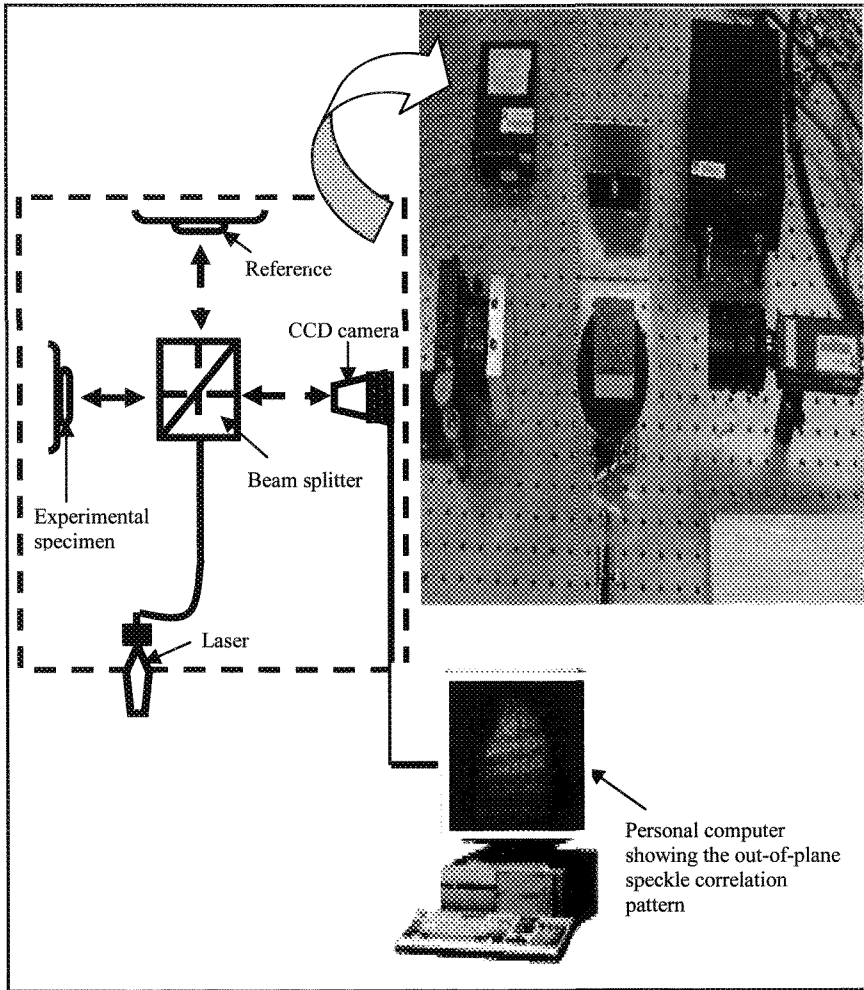 Reference
CCD camera
Beam splitter
Experimental
specimen
Laser
Personal computer
showing the out-of-plane
speckle correlation
pattern